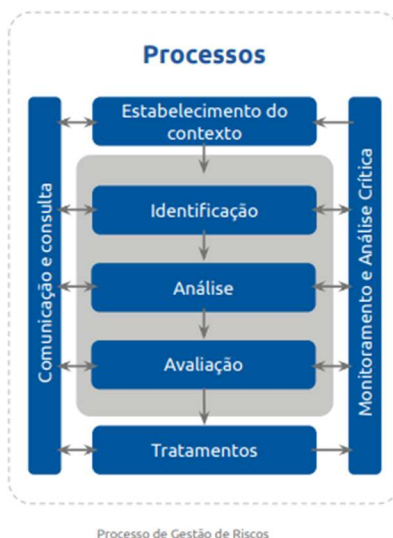 Processos
Comunicação e consulta
Estabelecimento do
contexto
Identificação
Análise
Avaliação
Tratamentos
Monitoramento e Análise Crítica
Processo de Gestão de Riscos